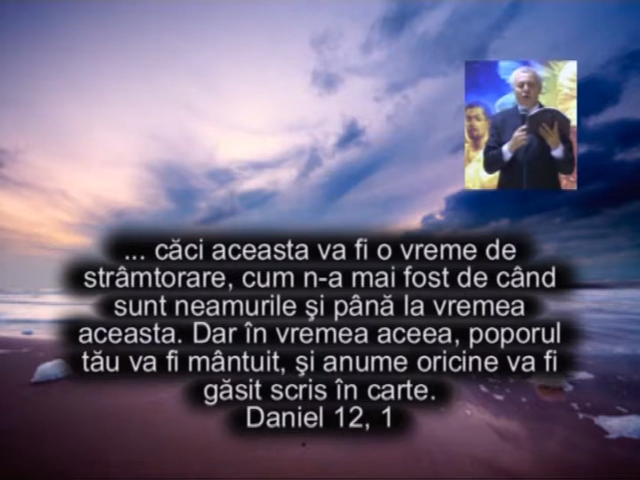 ... căci aceasta va fi o vreme de
strâmtorare, cum n-a mai fost de când
sunt neamurile şi până la vremea
aceasta. Dar în vremea aceea, poporul
tău va fi mântuit, şi anume oricine va fi
găsit scris în carte.
Daniel 12, 1